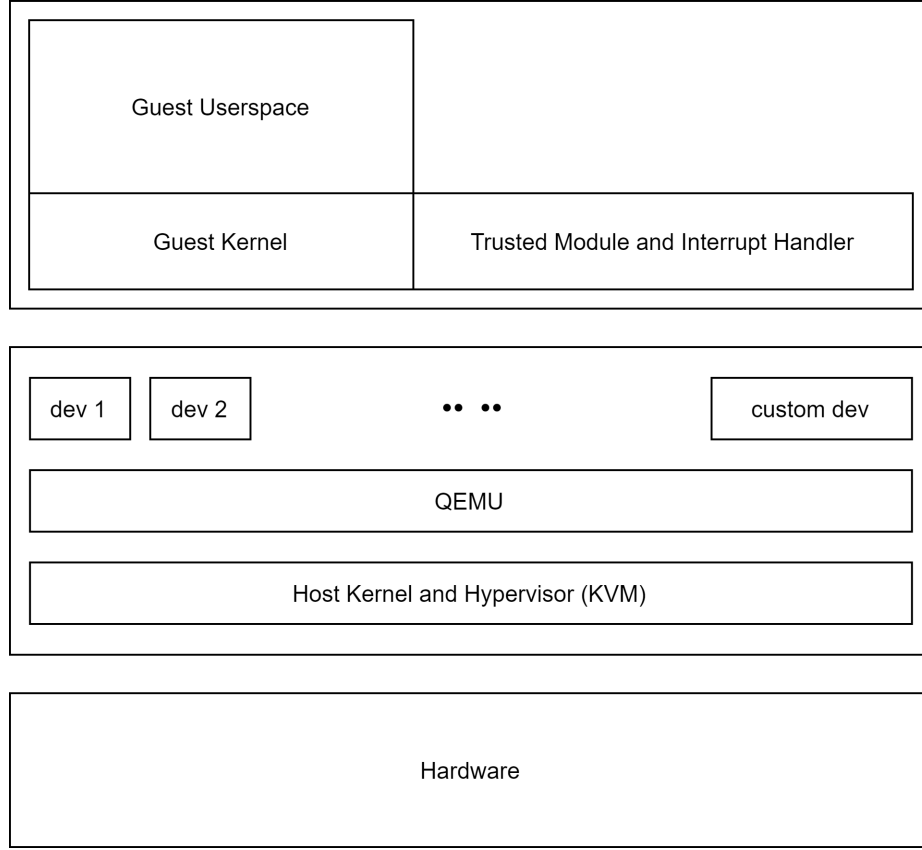 Guest Userspace
Guest Kernel
Trusted Module and Interrupt Handler
dev 1
dev 2
custom dev
QEMU
Host Kernel and Hypervisor (KVM)
Hardware